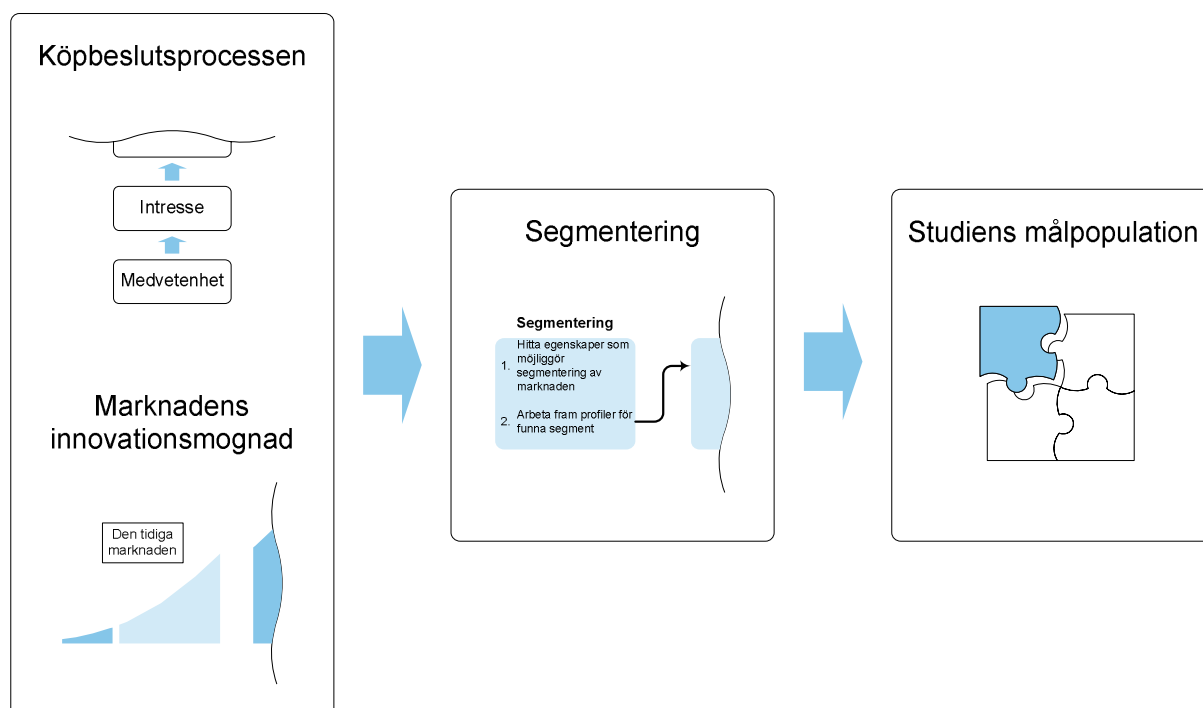 Köpbeslutsprocessen
Intresse
Medvetenhet
Marknadens
innovationsmognad
Den tidiga
marknaden
Segmentering
Segmentering
1. Hitta egenskaper som
möjliggör
segmentering av
marknaden
2. Arbeta fram profiler för
funna segment
Studiens målpopulation